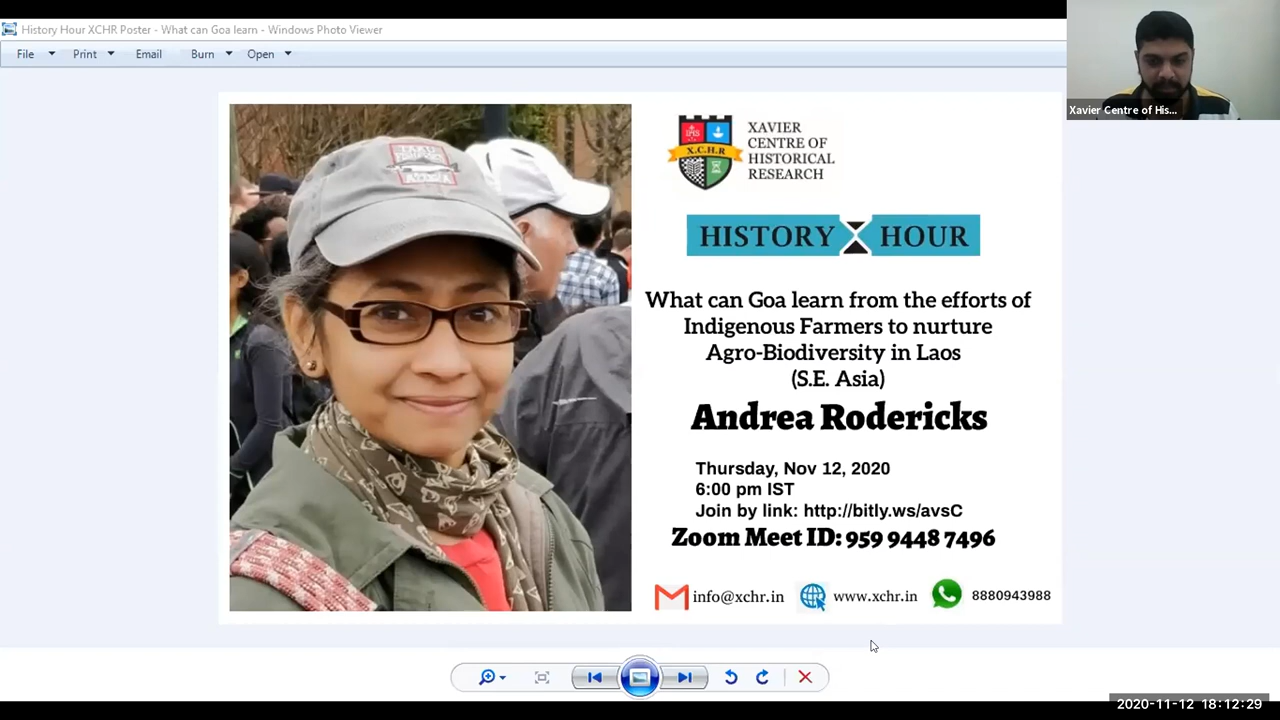 History Hour XCHR Poster - What can Goa learn - Windows Photo Viewer
File Print Email Burn Open
Xavier Centre of His...
IHS
X.C.H.R
XAVIER
CENTRE OF
HISTORICAL
RESEARCH
HISTORY HOUR
What can Goa learn from the efforts of
Indigenous Farmers to nurture
Agro-Biodiversity in Laos
(S.E. Asia)
Andrea Rodericks
Thursday, Nov 12, 2020
6:00 pm IST
Join by link: http://bitly.ws/avsC
Zoom Meet ID: 959 9448 7496
info@xchr.in www.xchr.in 8880943988
2020-11-12 18:12:29